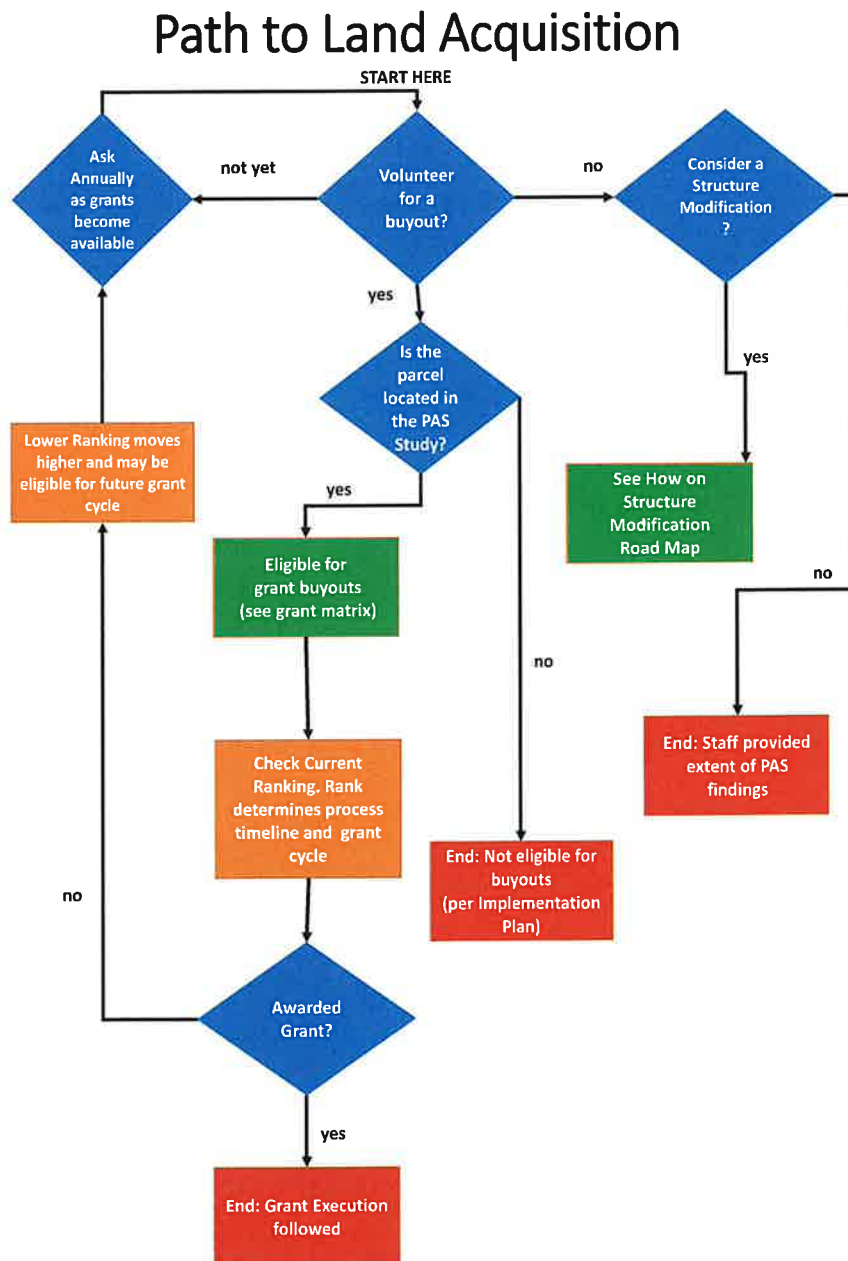 Path to Land Acquisition
START HERE
Ask
Annually
as grants
become
available
not yet
Volunteer
for a
buyout?
no
Consider a
Structure
Modification
?
yes
Is the
parcel
located in
the PAS
Study?
yes
Lower Ranking moves
higher and may be
eligible for future grant
cycle
yes
See How on
Structure
Modification
Road Map
Eligible for
grant buyouts
(see grant matrix)
no
no
End: Staff provided
extent of PAS
findings
Check Current
Ranking. Rank
determines process
timeline and grant
cycle
End: Not eligible for
buyouts
(per Implementation
Plan)
no
Awarded
Grant?
yes
End: Grant Execution
followed